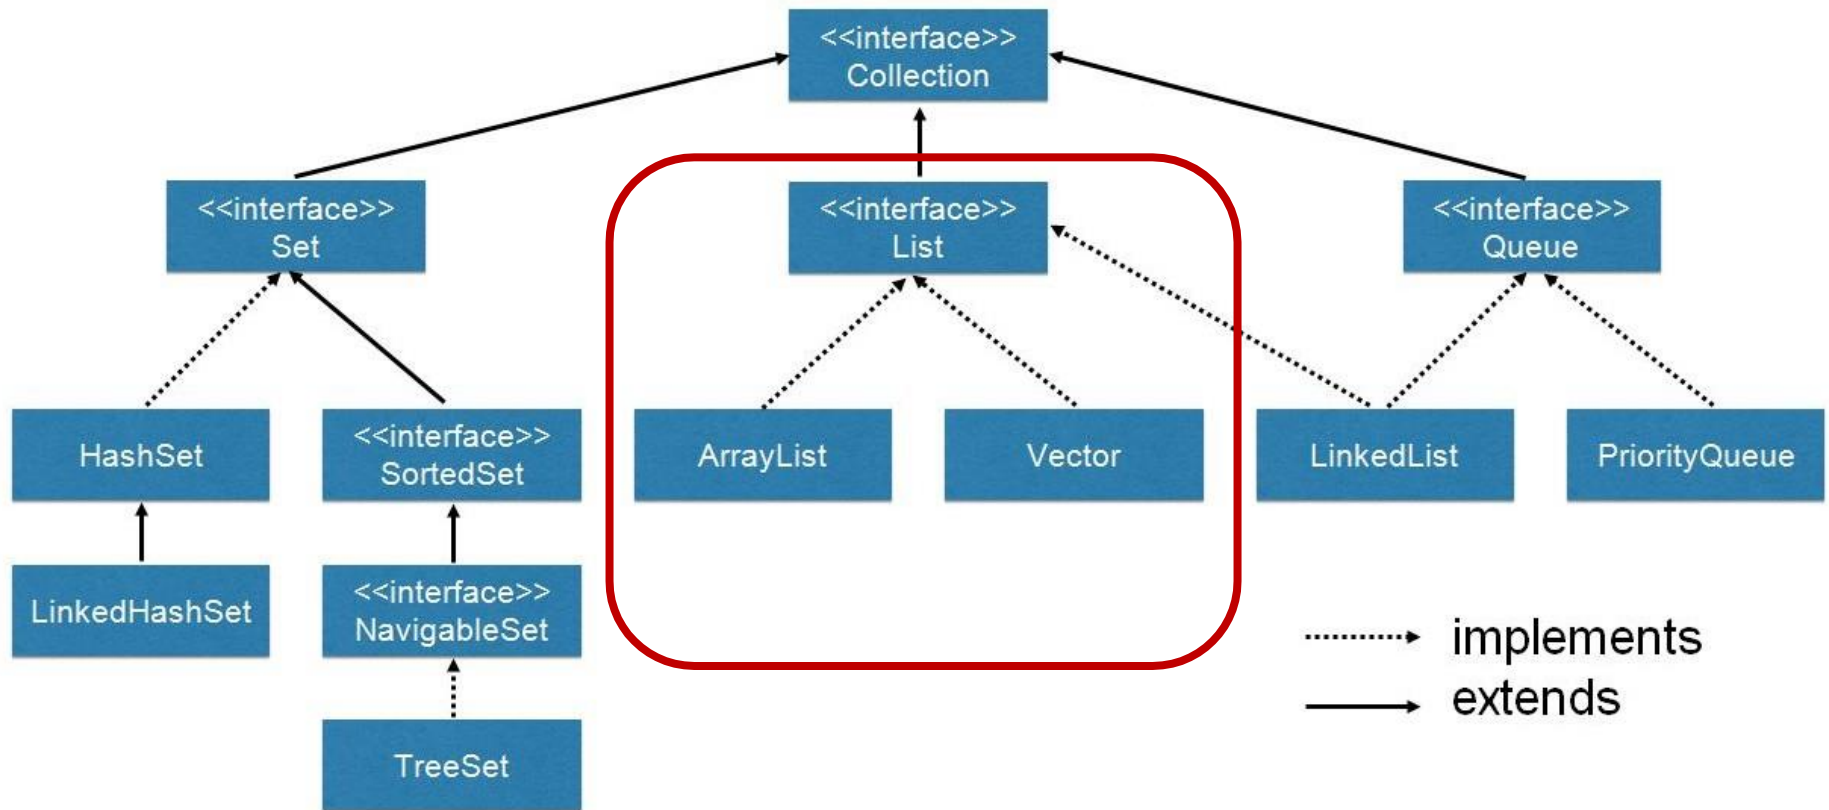 <<interface>>
Collection
<<interface>>
Set
<<interface>>
List
<<interface>>
Queue
HashSet
<<interface>>
SortedSet
ArrayList
Vector
LinkedList
PriorityQueue
LinkedHashSet
<<interface>>
NavigableSet
TreeSet
implements
extends